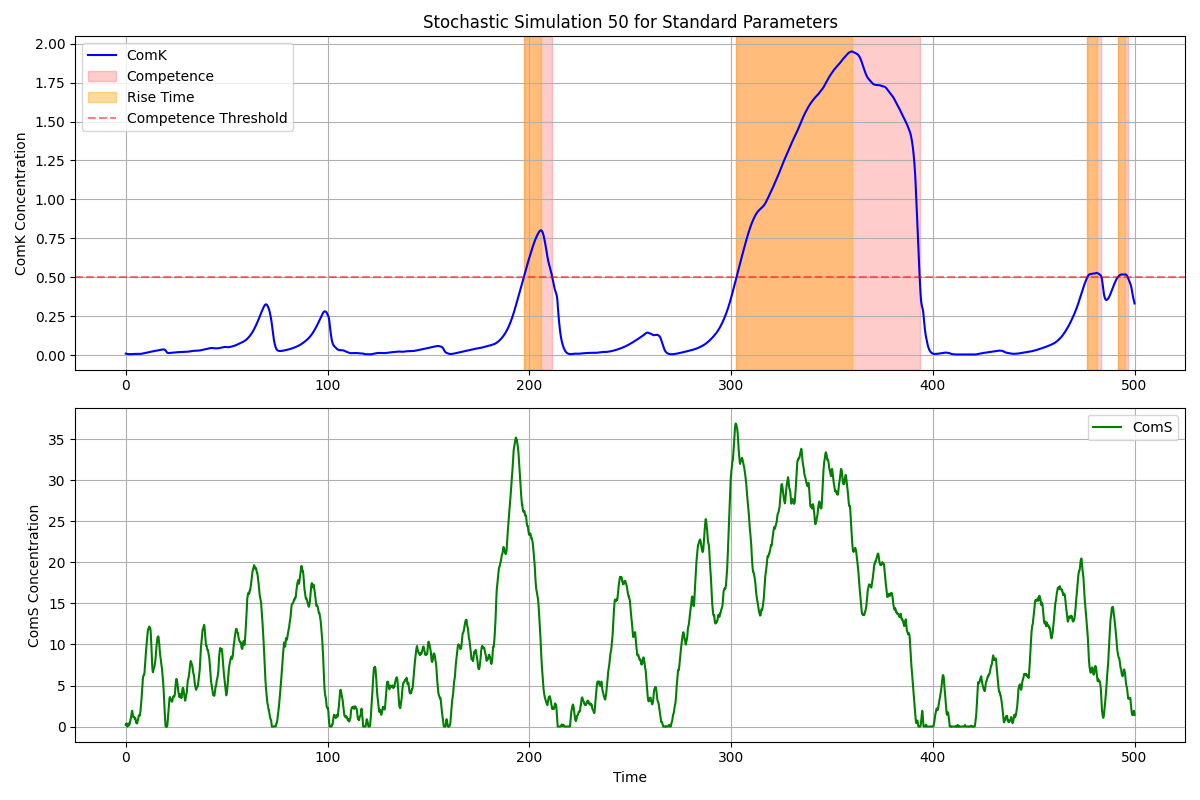 Stochastic Simulation 50 for Standard Parameters
ComK Concentration
2.00
1.75
1.50
1.25
1.00
0.75
0.50
0.25
0.00
ComK
Competence
Rise Time
Competence Threshold
0 100 200 300 400 500
ComS Concentration
35
30
25
20
15
10
5
0
ComS
0 100 200 300 400 500
Time